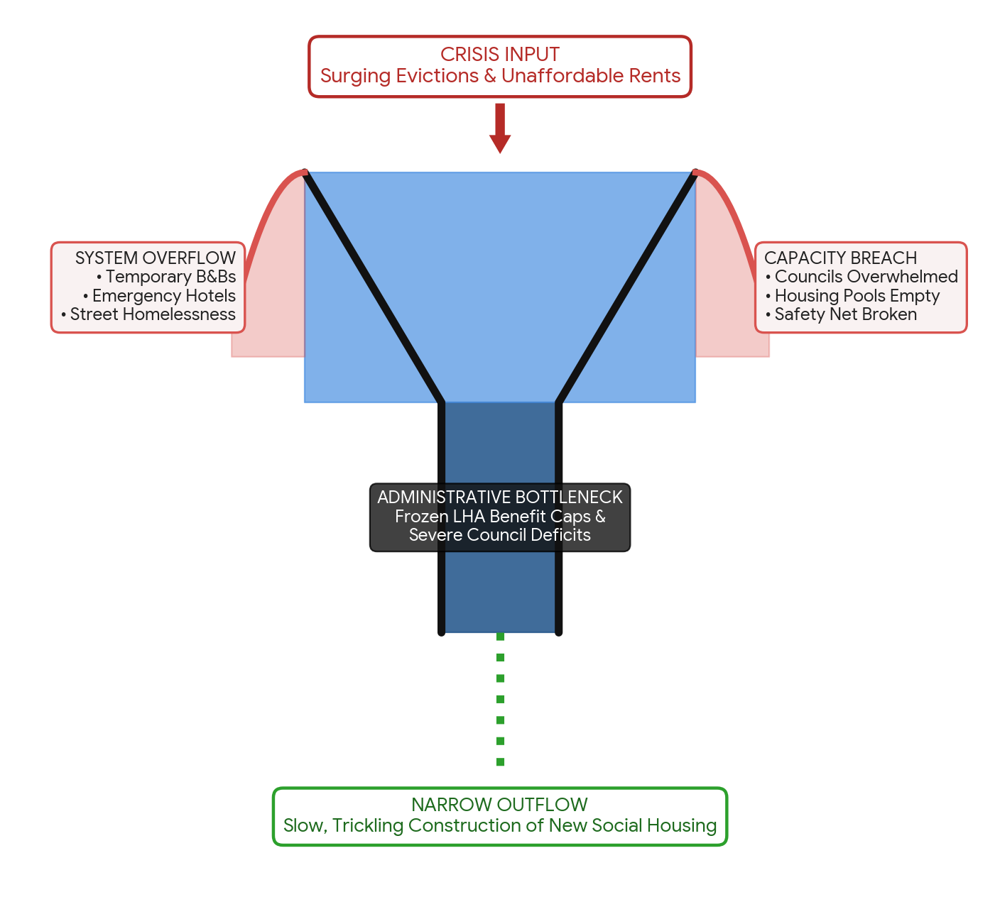 CRISIS INPUT
Surging Evictions & Unaffordable Rents
SYSTEM OVERFLOW
• Temporary B&Bs
• Emergency Hotels
• Street Homelessness
CAPACITY BREACH
• Councils Overwhelmed
• Housing Pools Empty
• Safety Net Broken
ADMINISTRATIVE BOTTLENECK
Frozen LHA Benefit Caps &
Severe Council Deficits
NARROW OUTFLOW
Slow, Trickling Construction of New Social Housing